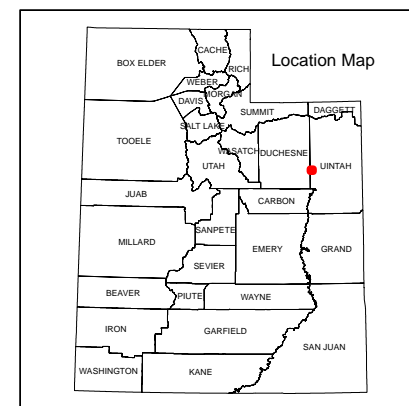 Location Map
BOX ELDER
CACHE
RICH
WEBER
MORGAN
DAVIS
SUMMIT
DAGGETT
SALT LAKE
TOOELE
WASATCH
DUCHESNE
UINTAH
UTAH
JUAB
CARBON
SANPETE
MILLARD
EMERY
GRAND
SEVIER
BEAVER
PIUTE
WAYNE
IRON
GARFIELD
SAN JUAN
WASHINGTON
KANE